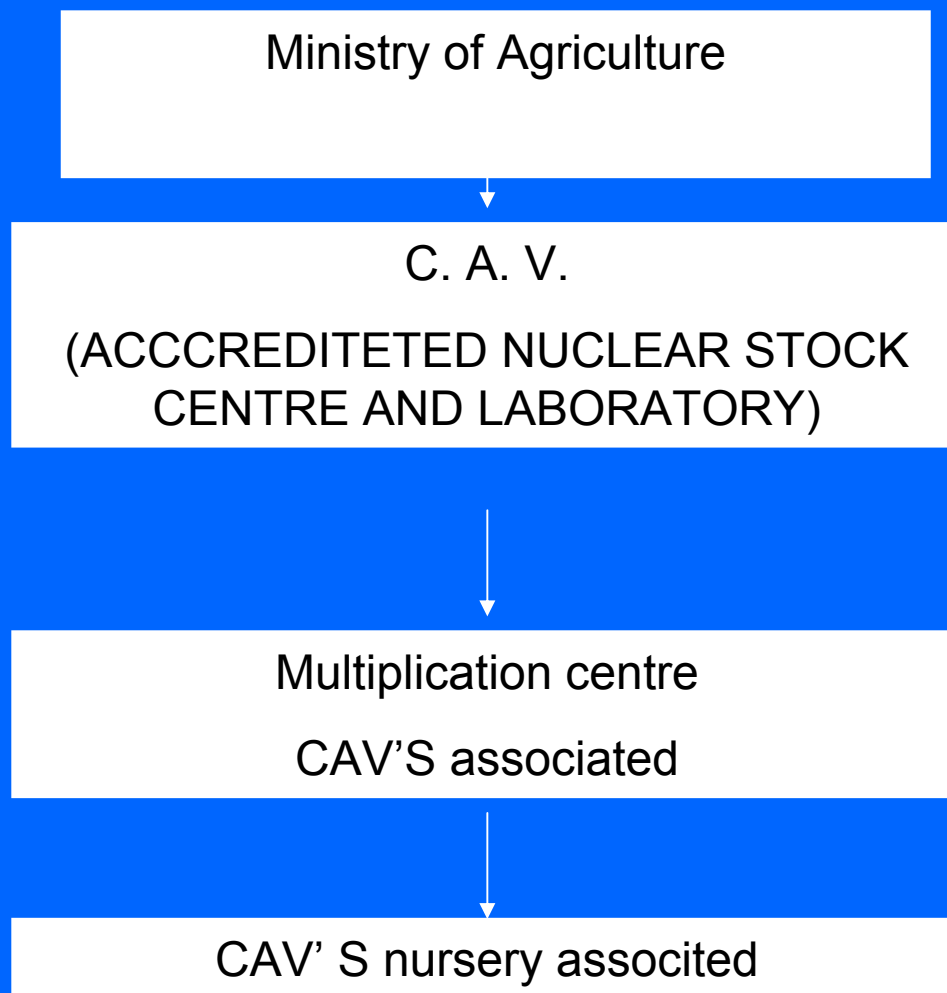 Ministry of Agriculture
C. A. V.
(ACCCREDITETED NUCLEAR STOCK
CENTRE AND LABORATORY)
Multiplication centre
CAV’S associated
CAV’ S nursery associted